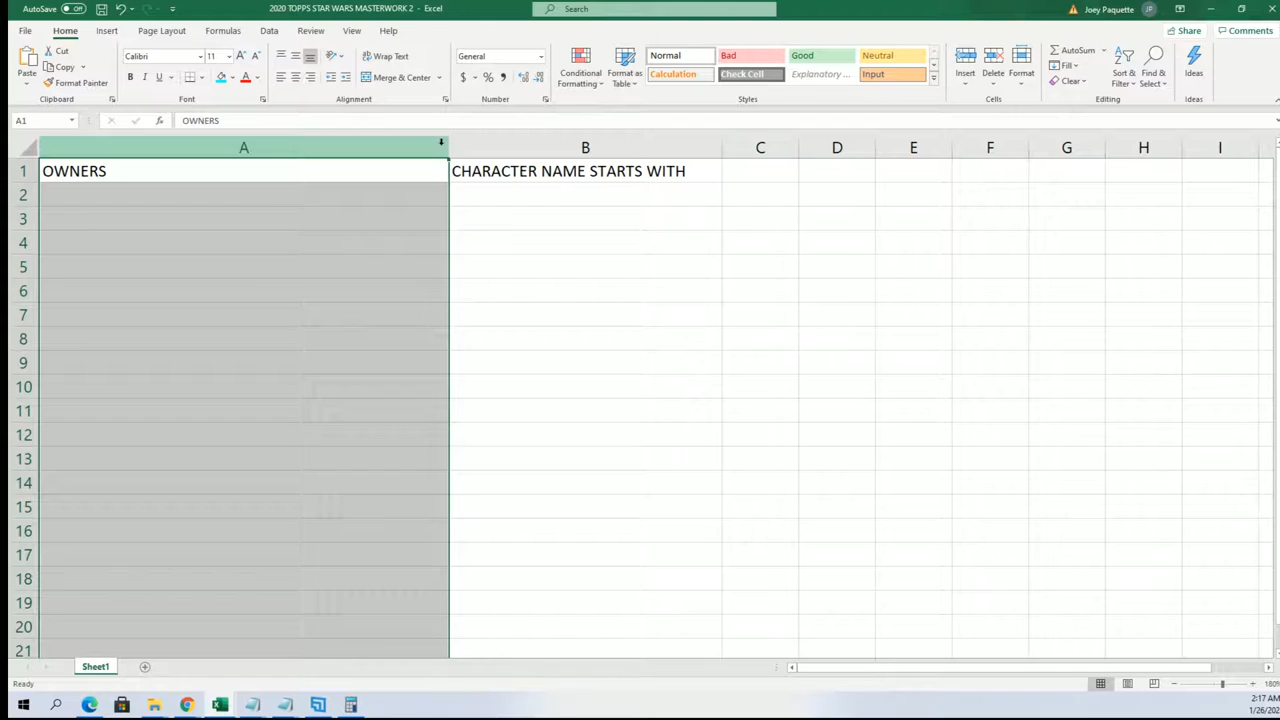 AutoSave Off 2020 TOPPS STAR WARS MASTERWORK 2 - Excel Search Joey Paquette JP
File Home Insert Page Layout Formulas Data Review View Help Share Comments
Paste Cut Copy Format Painter Calibri 11 Wrap Text General Conditional Formatting Format as Table Normal Bad Good Neutral Insert Delete Format AutoSum Sort & Filter Find & Select Ideas
B I U A Merge & Center $ % Calculation Check Cell Explanatory ... Input Fill Clear
Clipboard Font Alignment Number Styles Cells Editing Ideas
A1 fx OWNERS
A B C D E F G H I
1 OWNERS CHARACTER NAME STARTS WITH
2
3
4
5
6
7
8
9
10
11
12
13
14
15
16
17
18
19
20
21
Sheet1
Ready 180%
2:17 AM
1/26/202